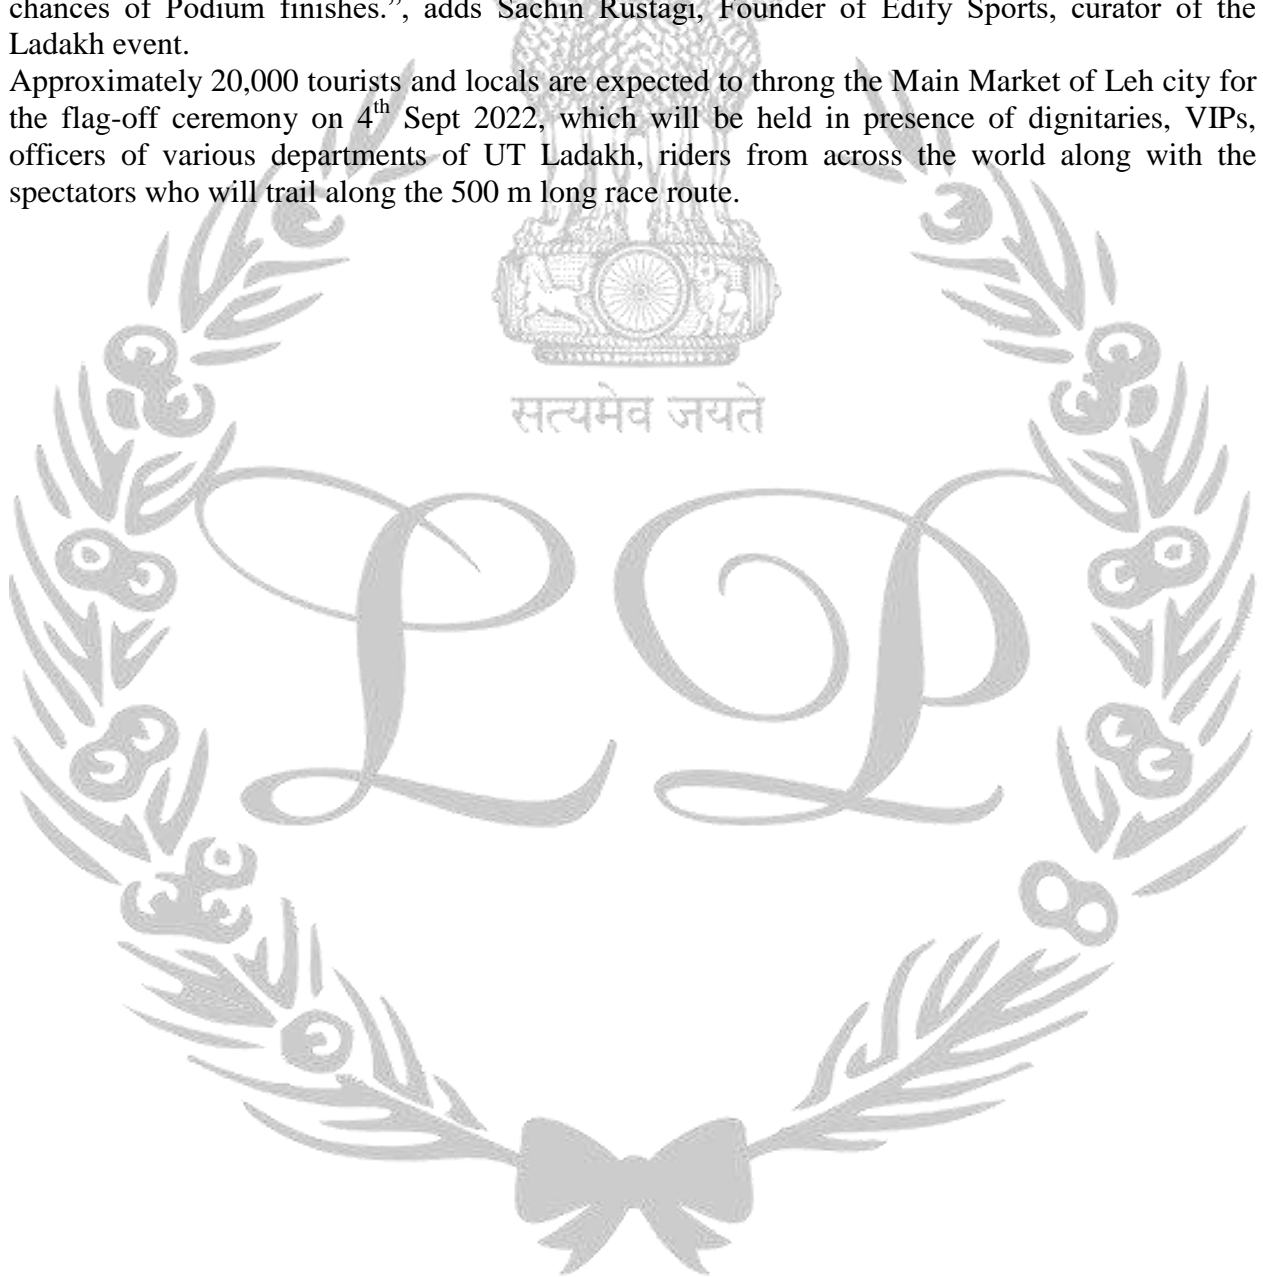 chances of Podium finishes.”, adds Sachin Rustagi, Founder of Edify Sports, curator of the
Ladakh event.
Approximately 20,000 tourists and locals are expected to throng the Main Market of Leh city for
the flag-off ceremony on 4th Sept 2022, which will be held in presence of dignitaries, VIPs,
officers of various departments of UT Ladakh, riders from across the world along with the
spectators who will trail along the 500 m long race route.
सत्यमेव जयते
LP